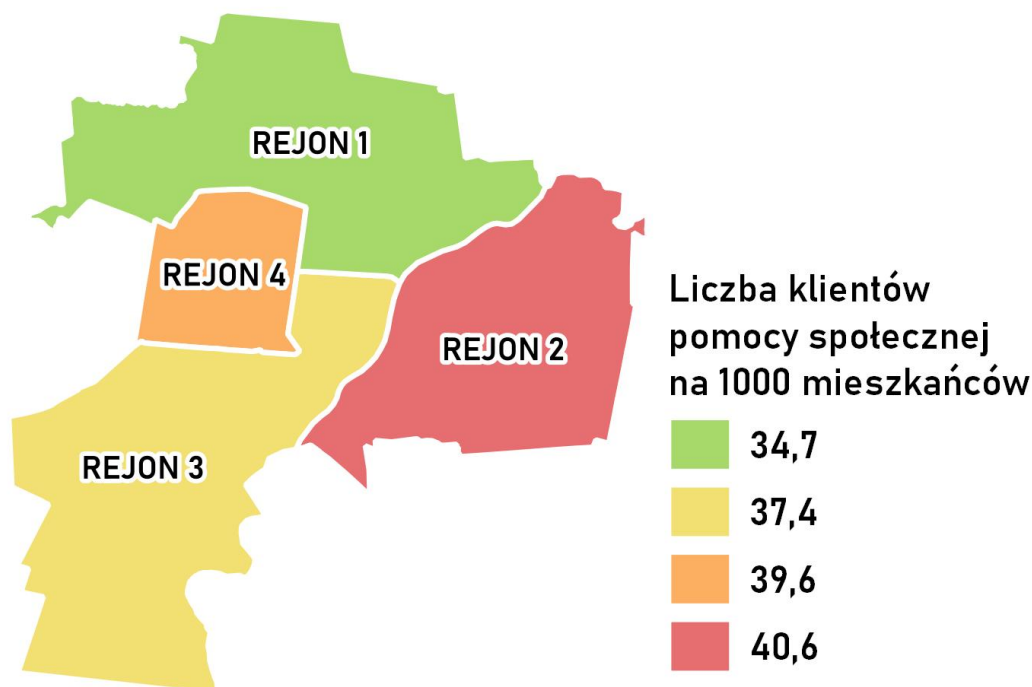 REJON 1
REJON 4
REJON 2
REJON 3
Liczba klientów
pomocy społecznej
na 1000 mieszkańców
34,7
37,4
39,6
40,6